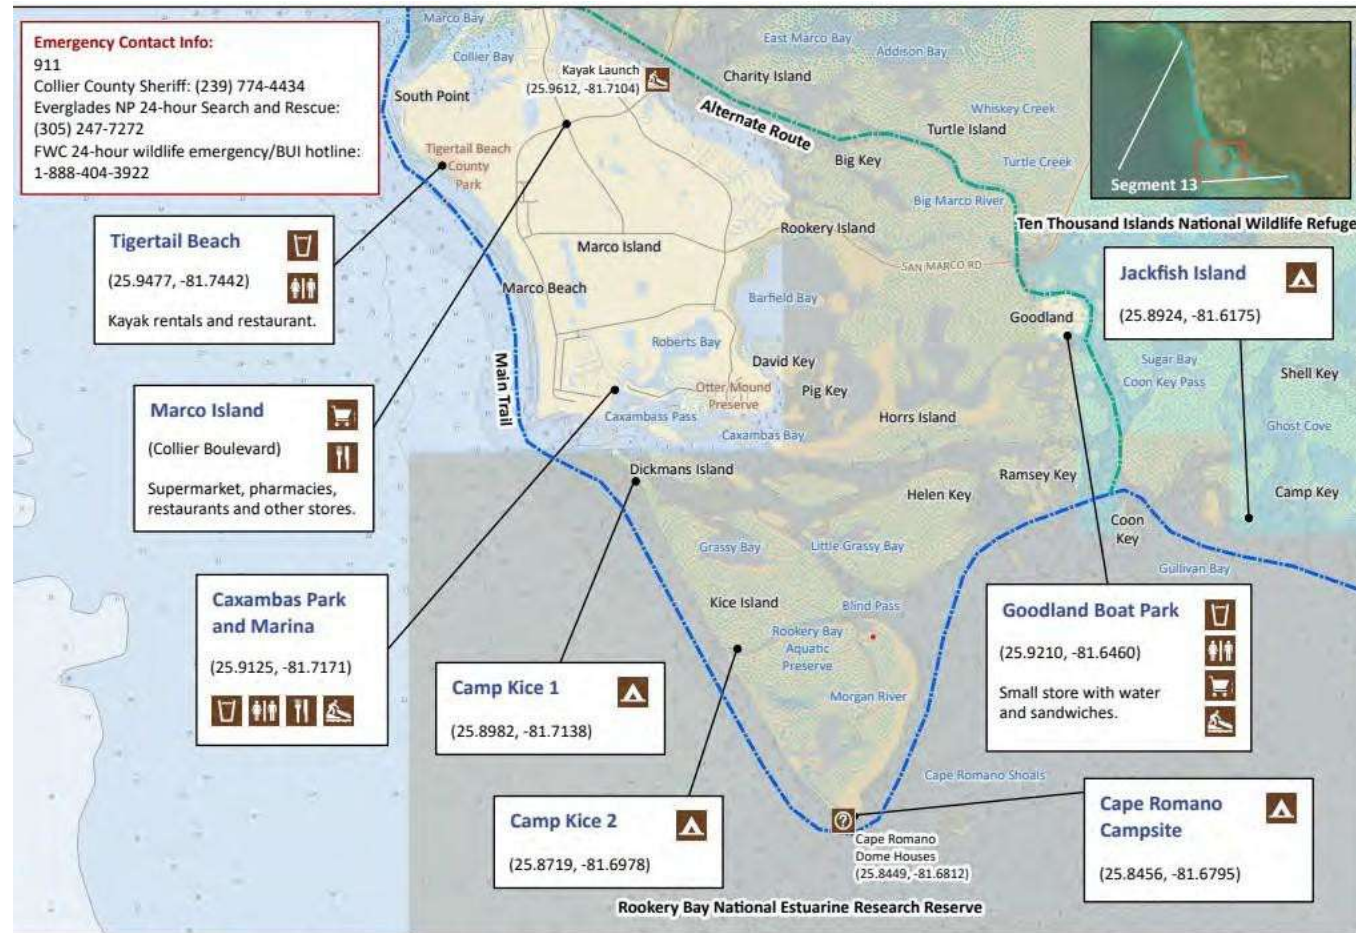 Emergency Contact Info:
911
Collier County Sheriff: (239) 774-4434
Everglades NP 24-hour Search and Rescue:
(305) 247-7272
FWC 24-hour wildlife emergency/BUI hotline:
1-888-404-3922
Marco Bay
Collier Bay
South Point
Kayak Launch
(25.9612, -81.7104)
East Marco Bay
Addison Bay
Charity Island
Alternate Route
Whiskey Creek
Turtle Island
Turtle Creek
Big Key
Big Marco River
Segment 13
Ten Thousand Islands National Wildlife Refuge
Tigertail Beach
County
Park
Tigertail Beach
(25.9477, -81.7442)
Kayak rentals and restaurant.
Marco Island
Rookery Island
SAN MARCO RD
Marco Beach
Barfield Bay
Jackfish Island
(25.8924, -81.6175)
Goodland
Roberts Bay
David Key
Main Trail
Otter Mound
Preserve
Pig Key
Sugar Bay
Coon Key Pass
Shell Key
Marco Island
(Collier Boulevard)
Supermarket, pharmacies,
restaurants and other stores.
Caxambass Pass
Caxambas Bay
Horrs Island
Ghost Cove
Dickmans Island
Helen Key
Ramsey Key
Camp Key
Coon
Key
Grassy Bay
Little Grassy Bay
Gullivan Bay
Caxambas Park
and Marina
(25.9125, -81.7171)
Kice Island
Blind Pass
Rookery Bay
Aquatic
Preserve
Morgan River
Goodland Boat Park
(25.9210, -81.6460)
Small store with water
and sandwiches.
Camp Kice 1
(25.8982, -81.7138)
Cape Romano Shoals
Camp Kice 2
(25.8719, -81.6978)
?
Cape Romano
Dome Houses
(25.8449, -81.6812)
Cape Romano
Campsite
(25.8456, -81.6795)
Rookery Bay National Estuarine Research Reserve